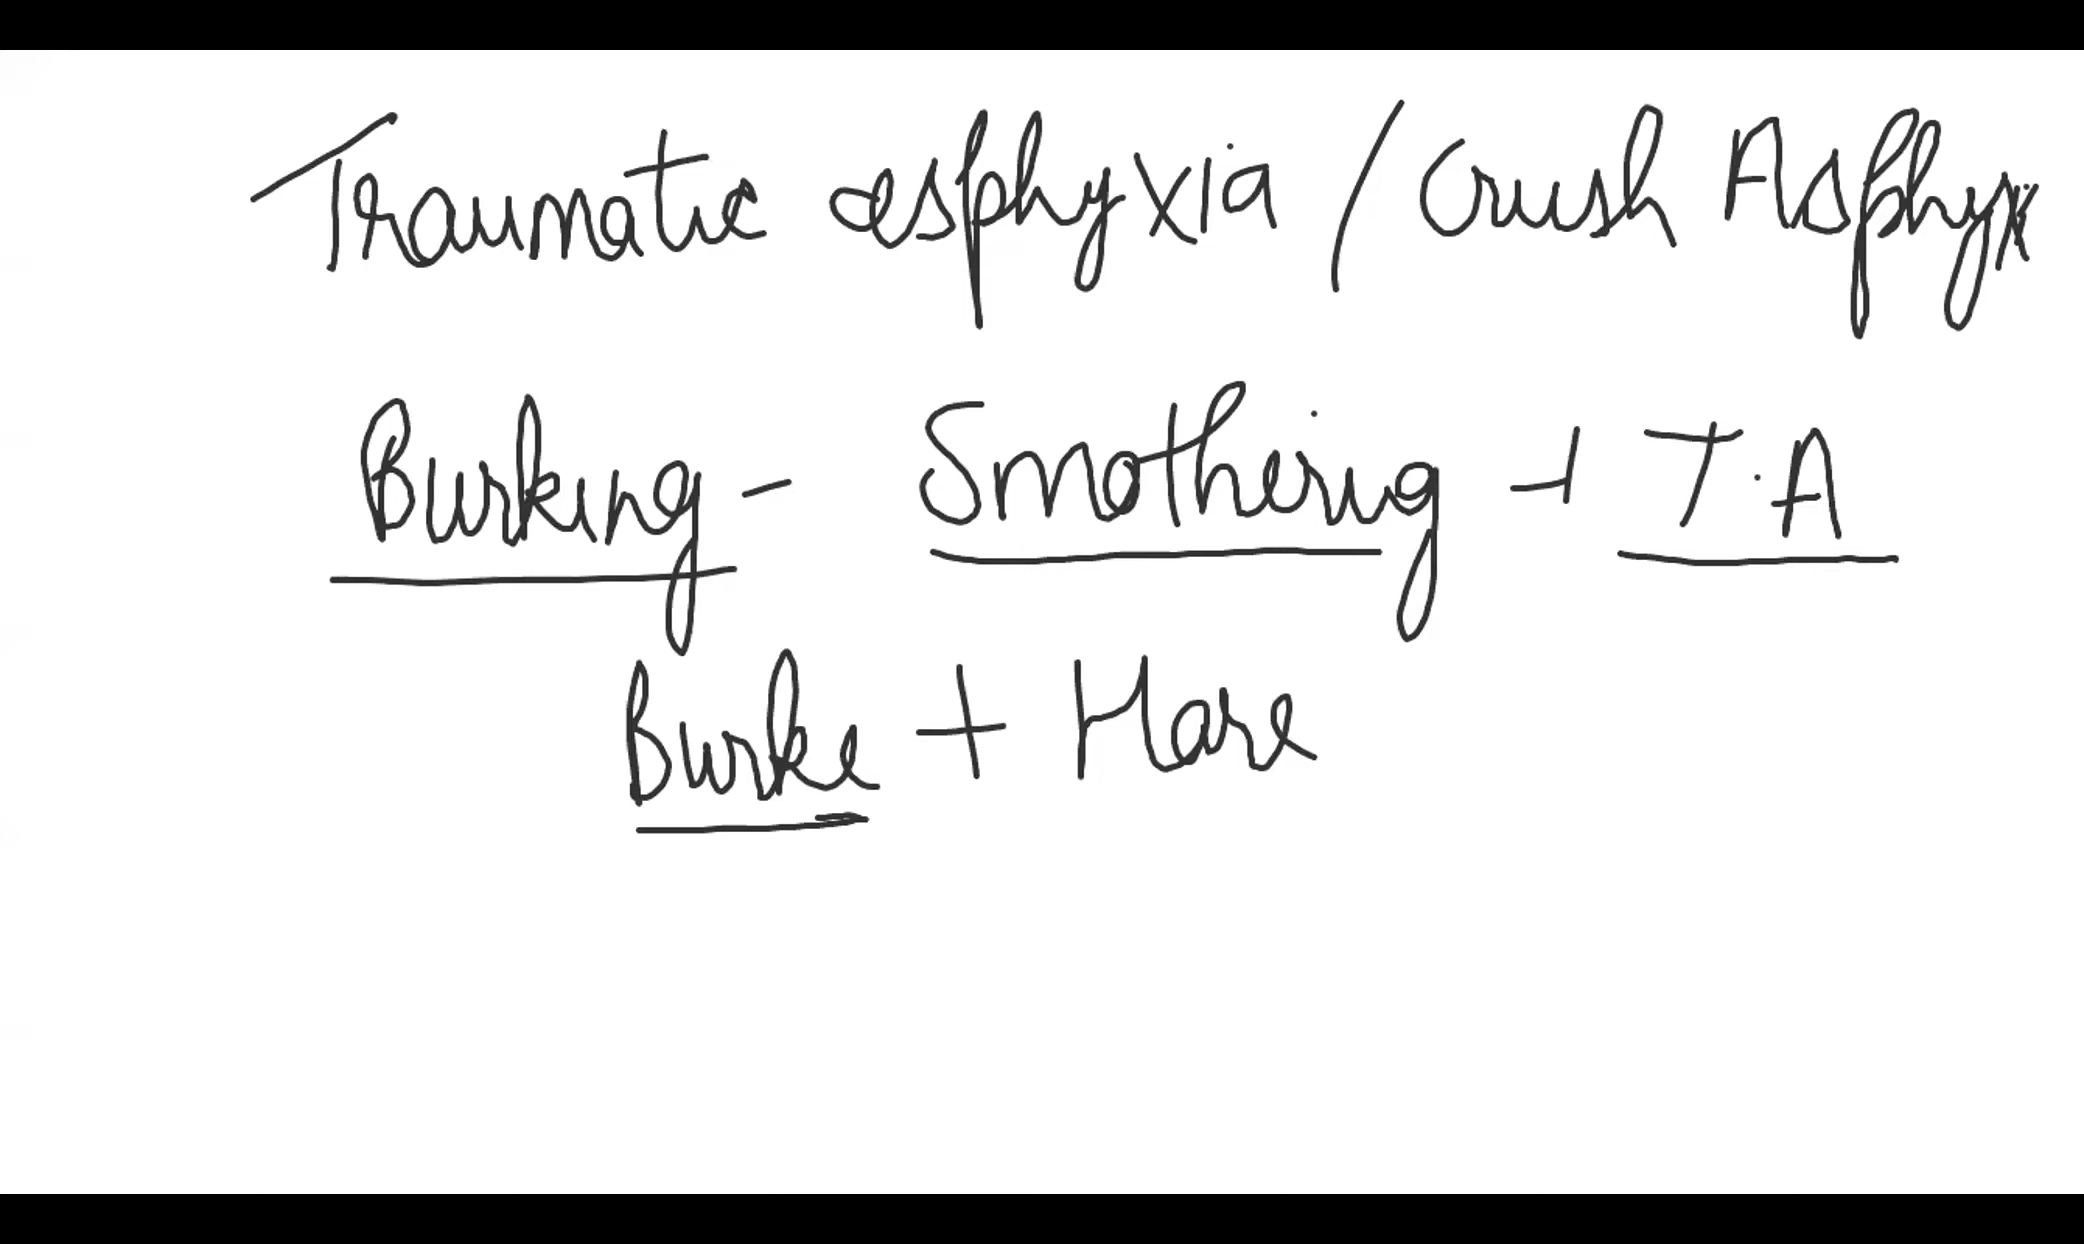 Traumatic asphyxia / Crush Asphyx
Burking - Smothering + T.A
Burke + Hare